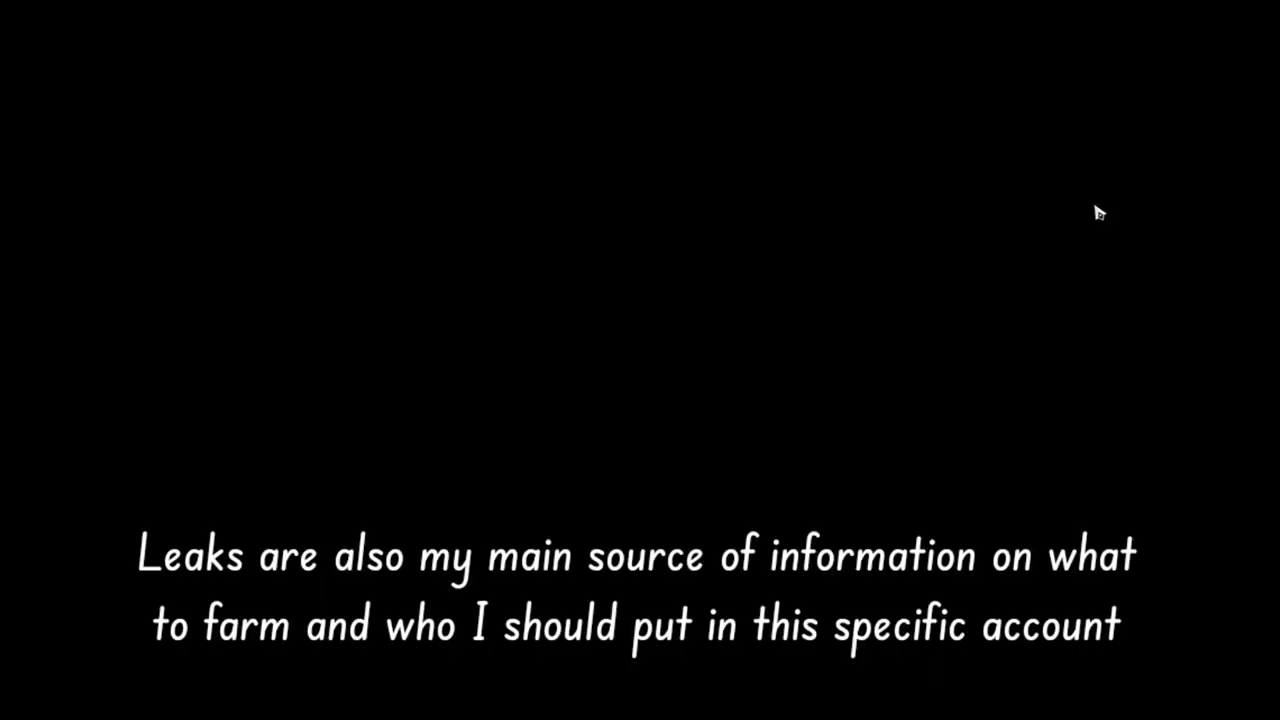 Leaks are also my main source of information on what
to farm and who I should put in this specific account